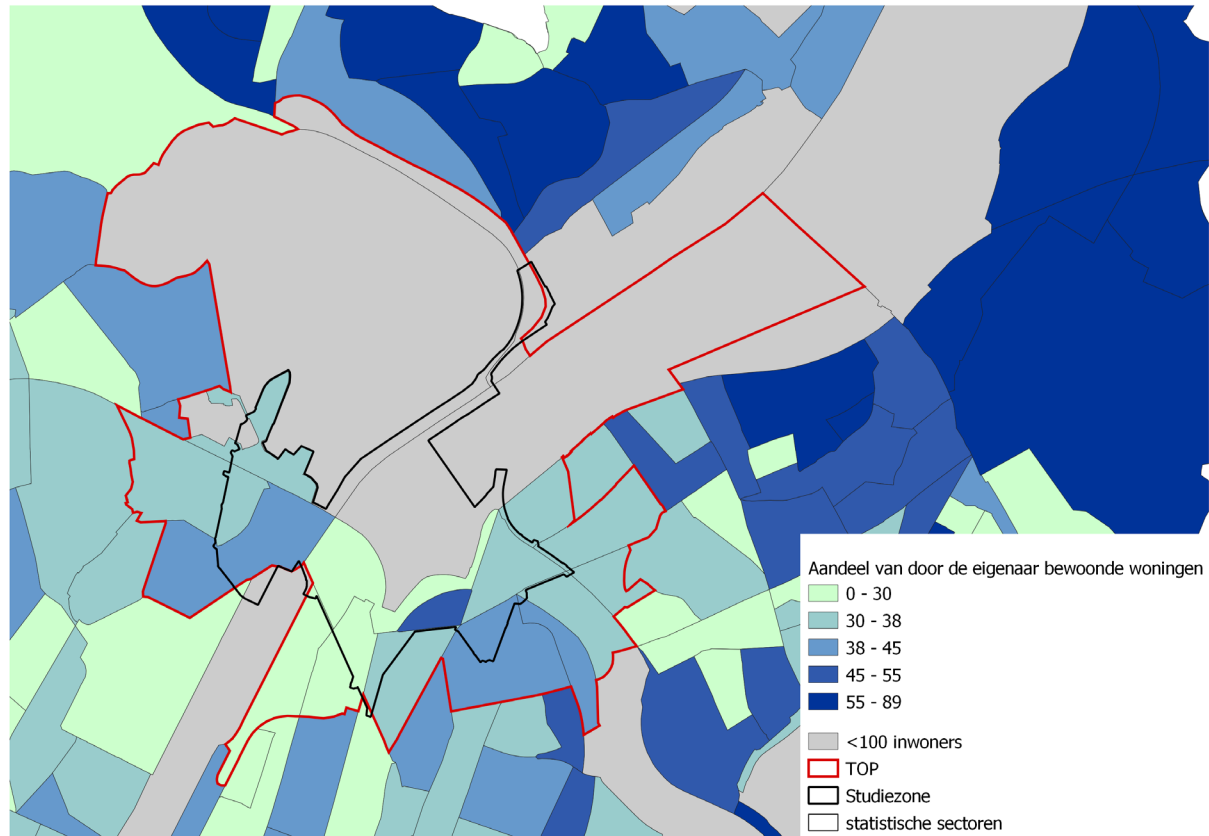 Aandeel van door de eigenaar bewoonde woningen
0 - 30
30 - 38
38 - 45
45 - 55
55 - 89
<100 inwoners
TOP
Studiezone
statistische sectoren